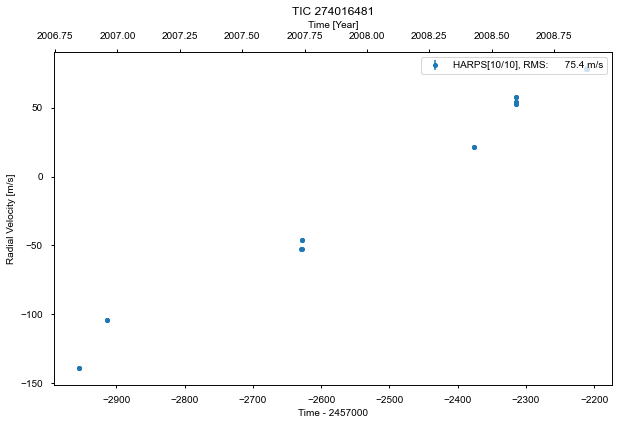 TIC 274016481
Time [Year]
2006.75 2007.00 2007.25 2007.50 2007.75 2008.00 2008.25 2008.50 2008.75
HARPS[10/10], RMS: 75.4 m/s
50
0
−50
−100
−150
Radial Velocity [m/s]
−2900 −2800 −2700 −2600 −2500 −2400 −2300 −2200
Time - 2457000